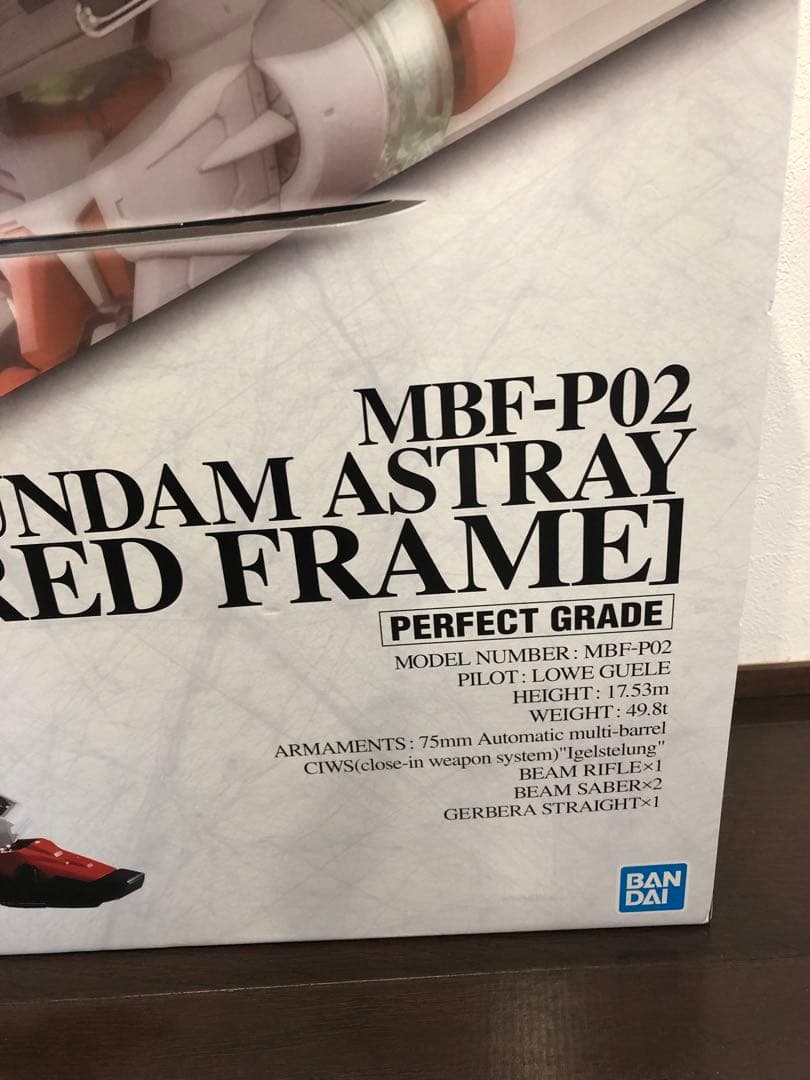 MBF-P02
UNDAM ASTRAY
RED FRAME]
PERFECT GRADE
MODEL NUMBER : MBF-P02
PILOT : LOWE GUELE
HEIGHT : 17.53m
WEIGHT : 49.8t
ARMAMENTS : 75mm Automatic multi-barrel
CIWS(close-in weapon system)"Igelstelung"
BEAM RIFLE×1
BEAM SABER×2
GERBERA STRAIGHT×1
BAN
DAI